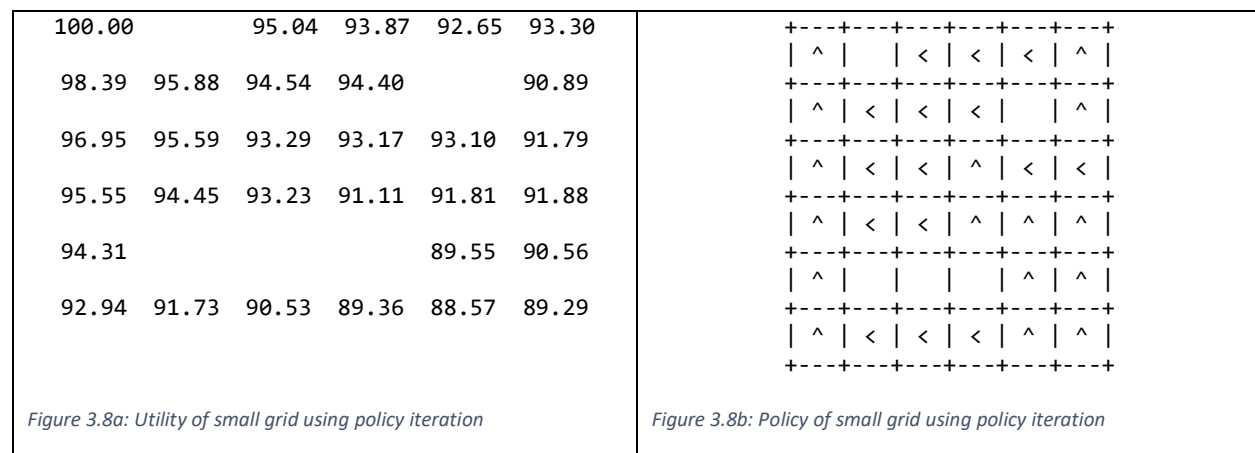 100.00 95.04 93.87 92.65 93.30
98.39 95.88 94.54 94.40 90.89
96.95 95.59 93.29 93.17 93.10 91.79
95.55 94.45 93.23 91.11 91.81 91.88
94.31 89.55 90.56
92.94 91.73 90.53 89.36 88.57 89.29
Figure 3.8a: Utility of small grid using policy iteration
+---+---+---+---+---+---+
| ^ |   | < | < | < | ^ |
+---+---+---+---+---+---+
| ^ | < | < | < |   | ^ |
+---+---+---+---+---+---+
| ^ | < | < | ^ | < | < |
+---+---+---+---+---+---+
| ^ | < | < | ^ | ^ | ^ |
+---+---+---+---+---+---+
| ^ |   |   |   | ^ | ^ |
+---+---+---+---+---+---+
| ^ | < | < | < | ^ | ^ |
+---+---+---+---+---+---+
Figure 3.8b: Policy of small grid using policy iteration